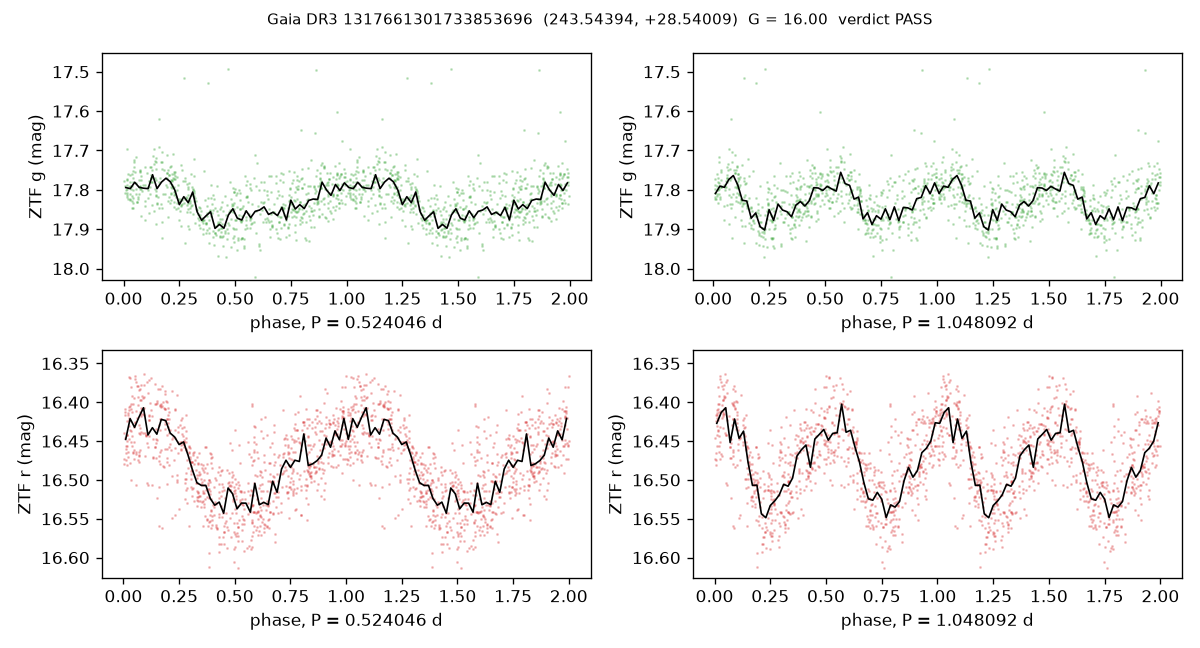 Gaia DR3 1317661301733853696 (243.54394, +28.54009) G = 16.00 verdict PASS
ZTF g (mag)
17.5
17.6
17.7
17.8
17.9
18.0
0.00 0.25 0.50 0.75 1.00 1.25 1.50 1.75 2.00
phase, P = 0.524046 d
ZTF g (mag)
17.5
17.6
17.7
17.8
17.9
18.0
0.00 0.25 0.50 0.75 1.00 1.25 1.50 1.75 2.00
phase, P = 1.048092 d
ZTF r (mag)
16.35
16.40
16.45
16.50
16.55
16.60
0.00 0.25 0.50 0.75 1.00 1.25 1.50 1.75 2.00
phase, P = 0.524046 d
ZTF r (mag)
16.35
16.40
16.45
16.50
16.55
16.60
0.00 0.25 0.50 0.75 1.00 1.25 1.50 1.75 2.00
phase, P = 1.048092 d